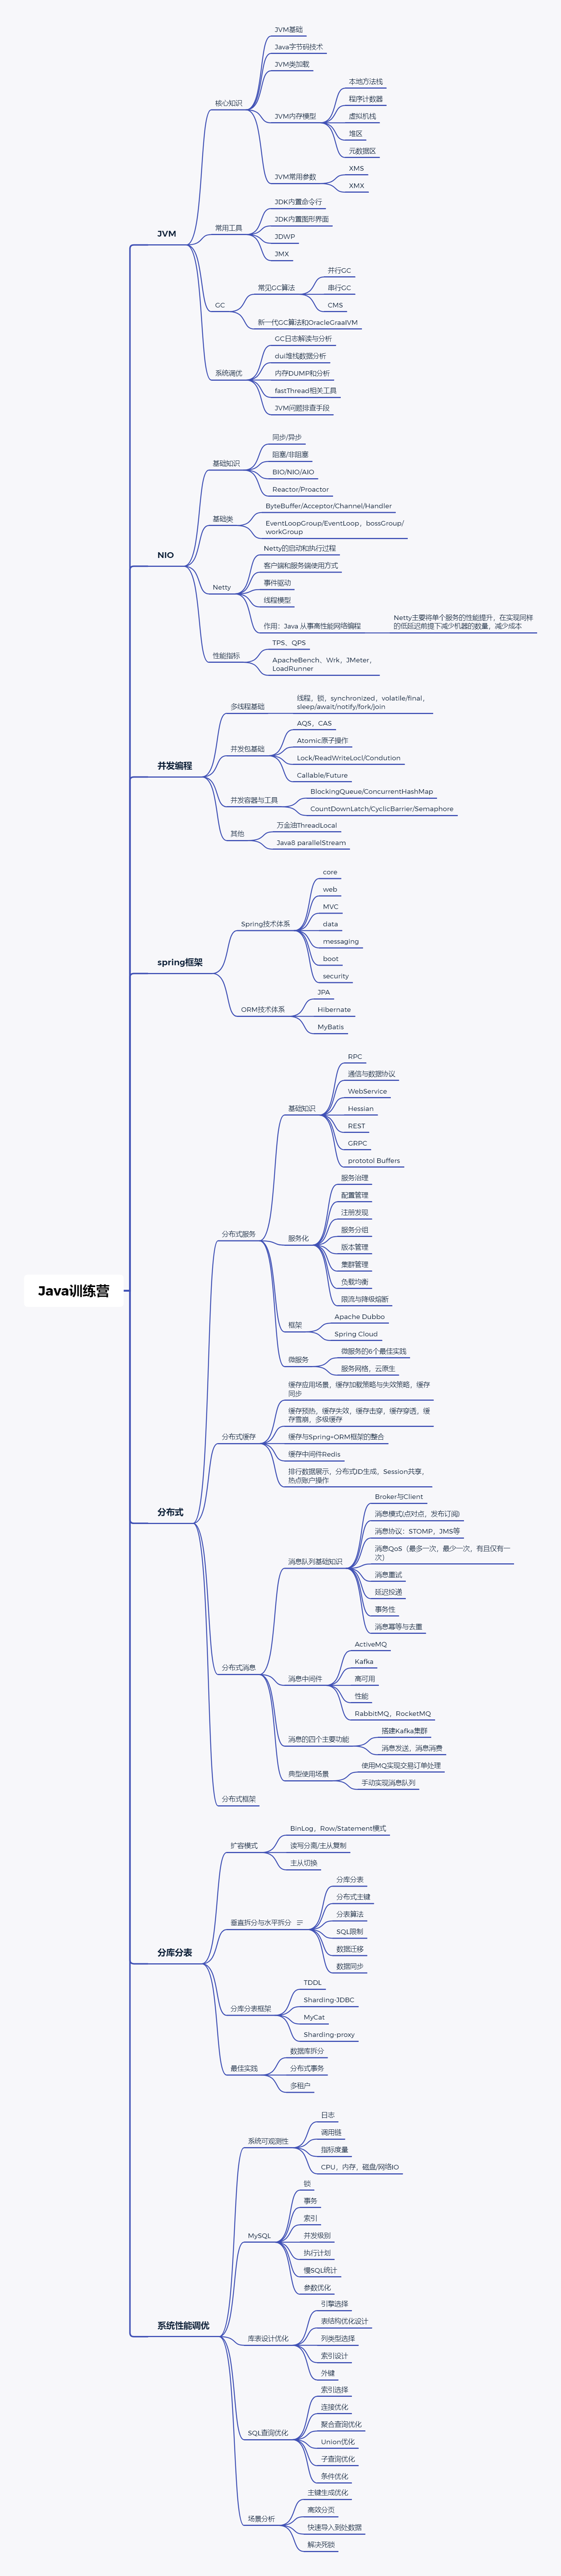 JVM基础
Java字节码技术
JVM类加载
核心知识
本地方法栈
程序计数器
JVM内存模型
虚拟机栈
堆区
元数据区
JVM常用参数
XMS
XMX
JVM
JDK内置命令行
JDK内置图形界面
常用工具
JDWP
JMX
并行GC
常见GC算法
串行GC
GC
CMS
新一代GC算法和OracleGraalVM
GC日志解读与分析
dui堆栈数据分析
系统调优
内存DUMP和分析
fastThread相关工具
JVM问题排查手段
同步/异步
基础知识
阻塞/非阻塞
BIO/NIO/AIO
Reactor/Proactor
ByteBuffer/Acceptor/Channel/Handler
基础类
EventLoopGroup/EventLoop，bossGroup/
workGroup
NIO
Netty的启动和执行过程
客户端和服务端使用方式
Netty
事件驱动
线程模型
作用：Java 从事高性能网络编程
Netty主要将单个服务的性能提升，在实现同样
的低延迟前提下减少机器的数量，减少成本
性能指标
TPS、QPS
ApacheBench、Wrk，JMeter，
LoadRunner
多线程基础
线程，锁，synchronized，volatile/final，
sleep/await/notify/fork/join
并发编程
AQS，CAS
并发包基础
Atomic原子操作
Lock/ReadWriteLocl/Condution
Callable/Future
并发容器与工具
BlockingQueue/ConcurrentHashMap
CountDownLatch/CyclicBarrier/Semaphore
其他
万金油ThreadLocal
Java8 parallelStream
core
web
MVC
Spring技术体系
data
messaging
boot
security
spring框架
JPA
ORM技术体系
Hibernate
MyBatis
RPC
通信与数据协议
WebService
基础知识
Hessian
REST
GRPC
prototol Buffers
服务治理
配置管理
注册发现
分布式服务
服务化
服务分组
版本管理
集群管理
负载均衡
限流与降级熔断
Java训练营
框架
Apache Dubbo
Spring Cloud
微服务
微服务的6个最佳实践
服务网格，云原生
缓存应用场景，缓存加载策略与失效策略，缓存
同步
缓存预热，缓存失效，缓存击穿，缓存穿透，缓
存雪崩，多级缓存
分布式缓存
缓存与Spring+ORM框架的整合
缓存中间件Redis
排行数据展示，分布式ID生成，Session共享，
热点账户操作
分布式
Broker与Client
消息模式(点对点，发布订阅)
消息协议：STOMP，JMS等
消息队列基础知识
消息QoS（最多一次，最少一次，有且仅有一
次）
消息重试
延迟投递
事务性
消息幂等与去重
分布式消息
ActiveMQ
Kafka
消息中间件
高可用
性能
RabbitMQ，RocketMQ
消息的四个主要功能
搭建Kafka集群
消息发送，消息消费
典型使用场景
使用MQ实现交易订单处理
手动实现消息队列
分布式框架
BinLog，Row/Statement模式
扩容模式
读写分离/主从复制
主从切换
分库分表
分布式主键
垂直拆分与水平拆分
分表算法
SQL限制
数据迁移
数据同步
分库分表
TDDL
分库分表框架
Sharding-JDBC
MyCat
Sharding-proxy
数据库拆分
最佳实践
分布式事务
多租户
日志
系统可观测性
调用链
指标度量
CPU，内存，磁盘/网络IO
锁
事务
索引
MySQL
并发级别
执行计划
慢SQL统计
参数优化
系统性能调优
引擎选择
表结构优化设计
库表设计优化
列类型选择
索引设计
外键
索引选择
连接优化
SQL查询优化
聚合查询优化
Union优化
子查询优化
条件优化
主键生成优化
场景分析
高效分页
快速导入到处数据
解决死锁